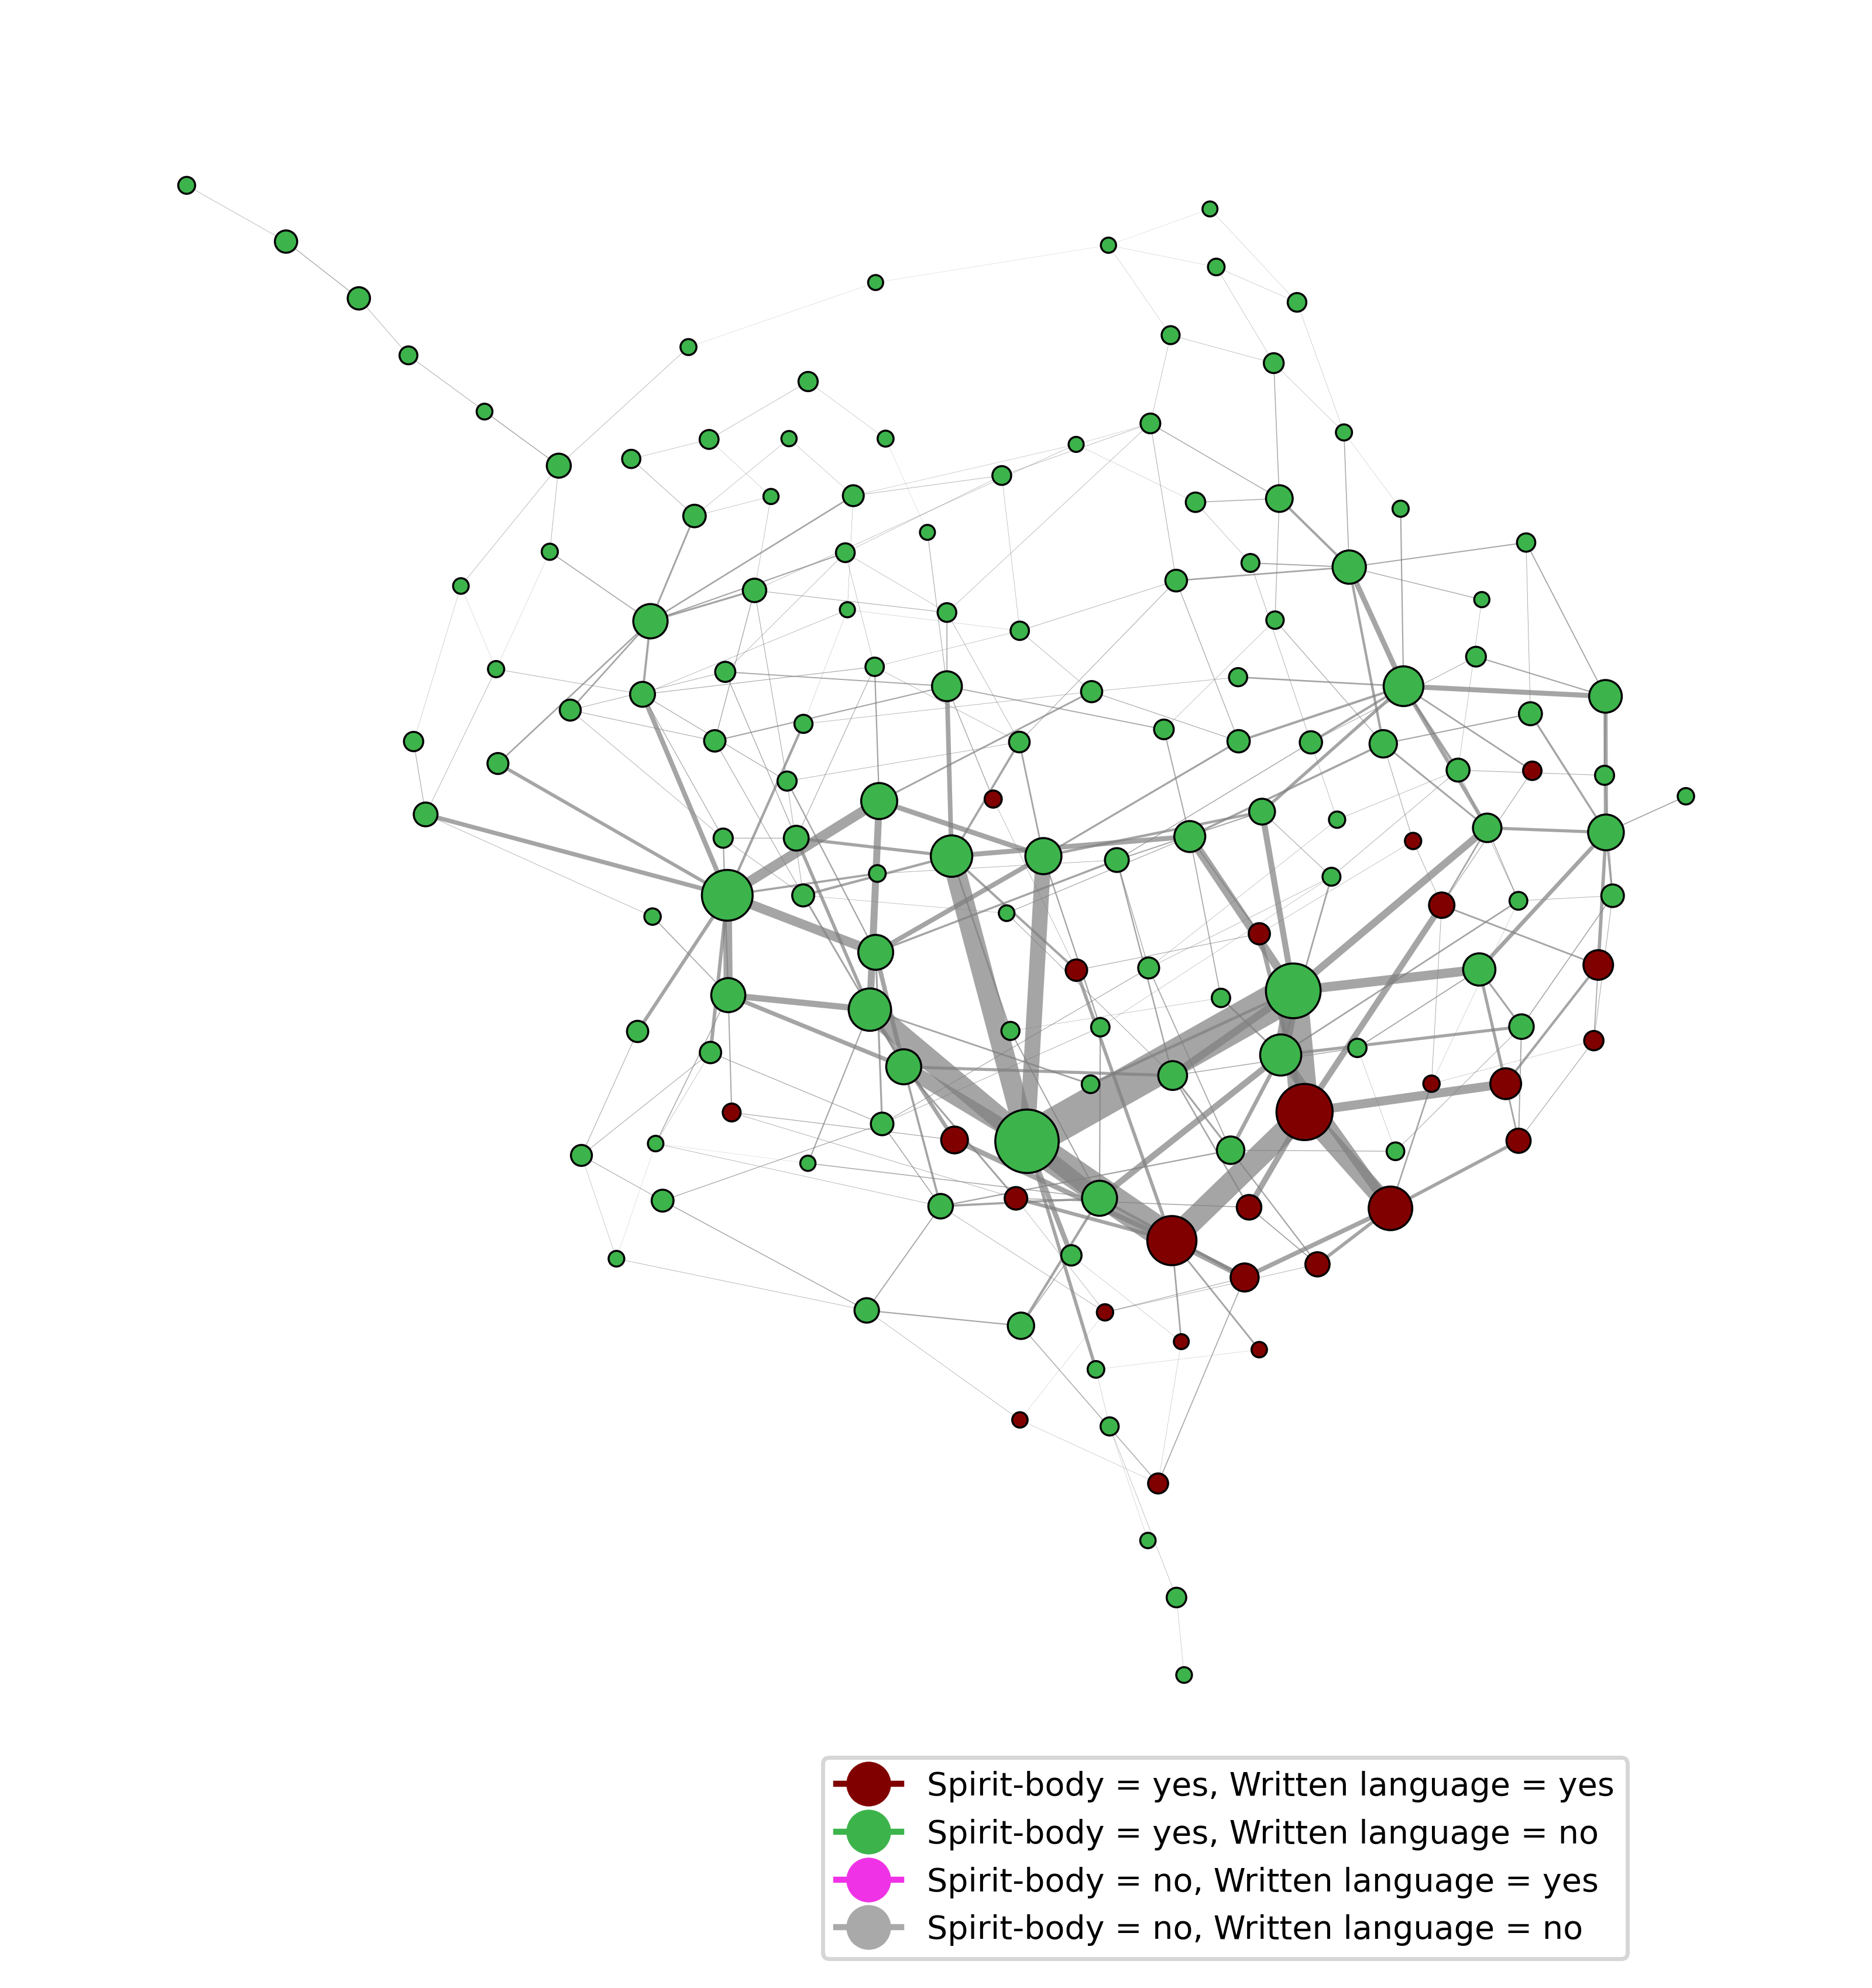 Spirit-body = yes, Written language = yes
Spirit-body = yes, Written language = no
Spirit-body = no, Written language = yes
Spirit-body = no, Written language = no